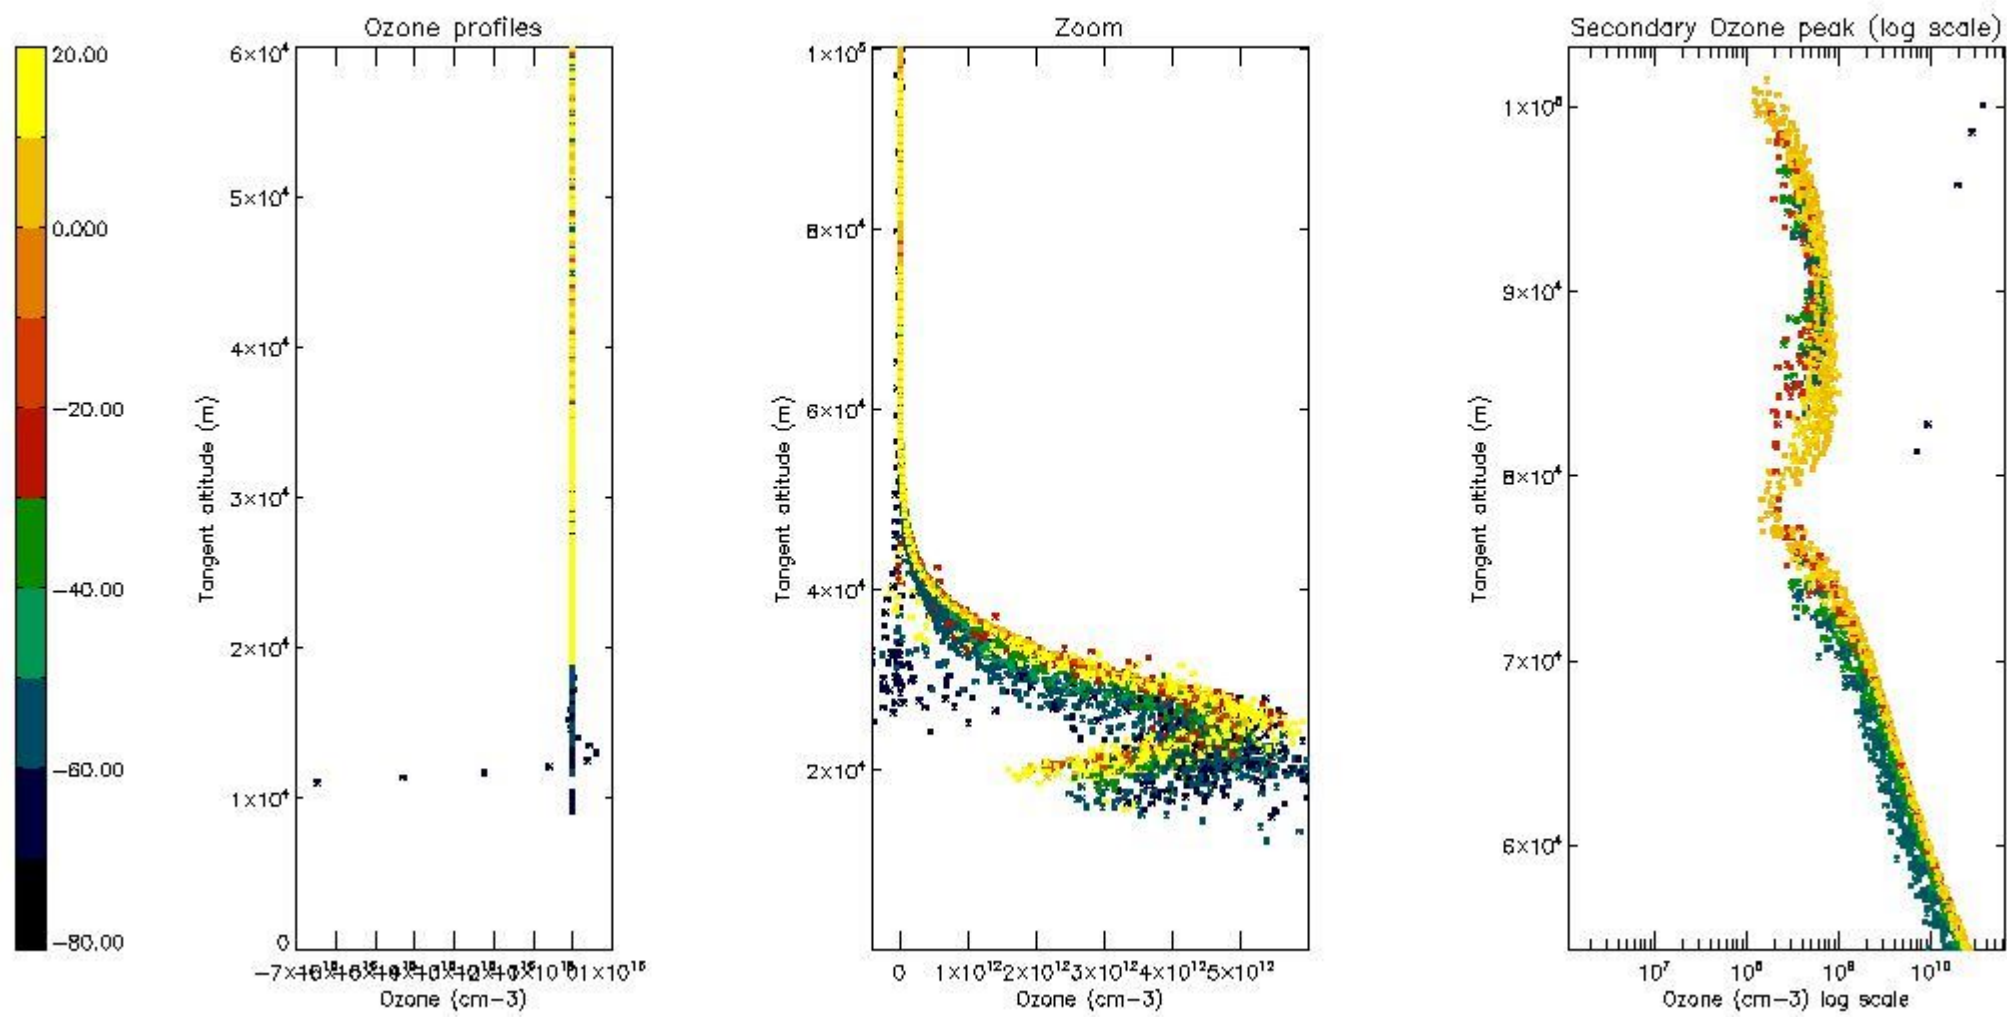 Ozone profiles
Zoom
Secondary Ozone peak (log scale)
20.00
0.000
−20.00
−40.00
−60.00
−80.00
6×10⁴
5×10⁴
4×10⁴
3×10⁴
2×10⁴
1×10⁴
0
Tangent altitude (m)
01×10¹⁵
Ozone (cm−3)
1×10⁵
8×10⁴
6×10⁴
4×10⁴
2×10⁴
Tangent altitude (m)
0 1×10¹² 2×10¹² 3×10¹² 4×10¹² 5×10¹²
Ozone (cm−3)
1×10⁵
9×10⁴
8×10⁴
7×10⁴
6×10⁴
Tangent altitude (m)
10⁷ 10⁸ 10⁹ 10¹⁰
Ozone (cm−3) log scale